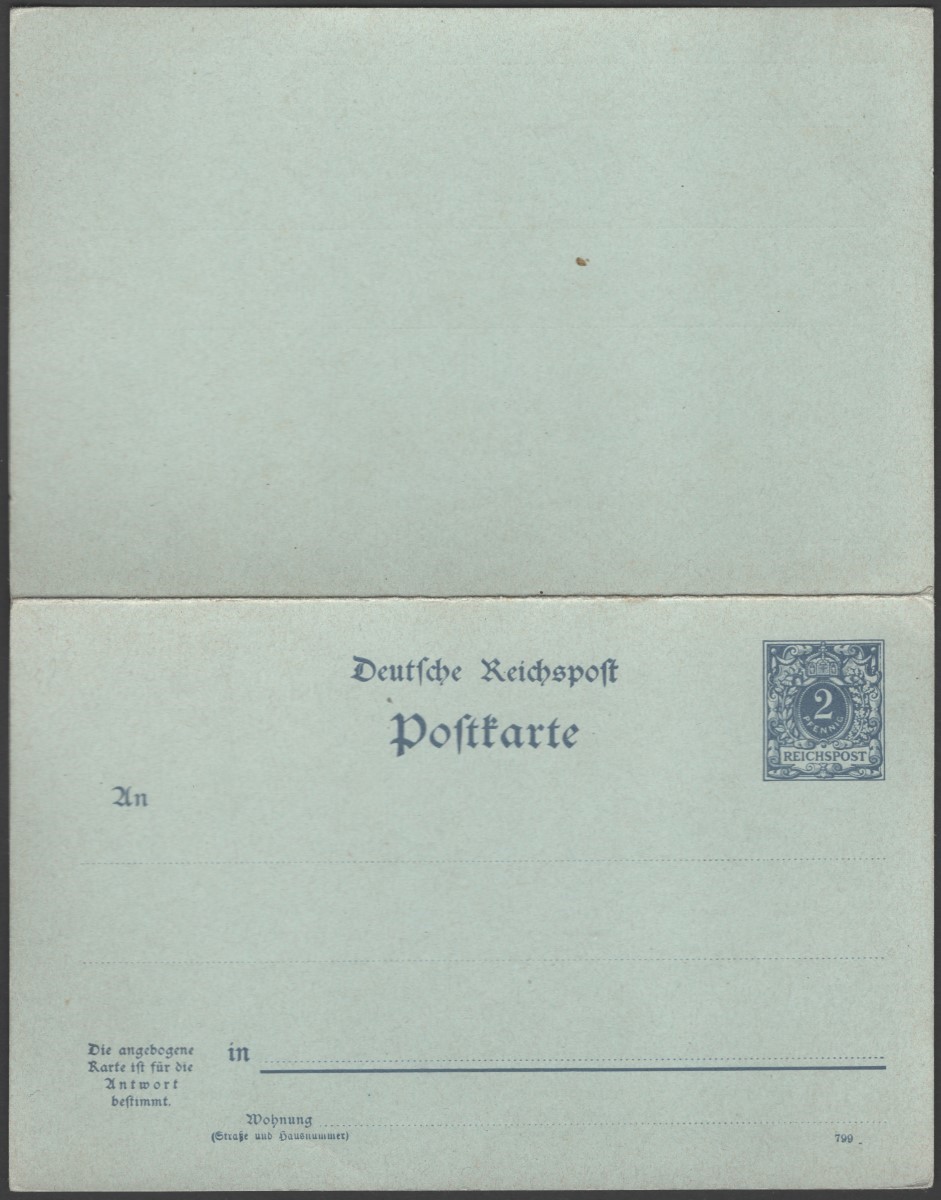 Deutſche Reichspoſt
Poſtkarte
2
PFENNIG
REICHSPOST
An
Die angebogene
Karte iſt für die
Antwort
beſtimmt.
in
Wohnung
(Straße und Hausnummer)
799